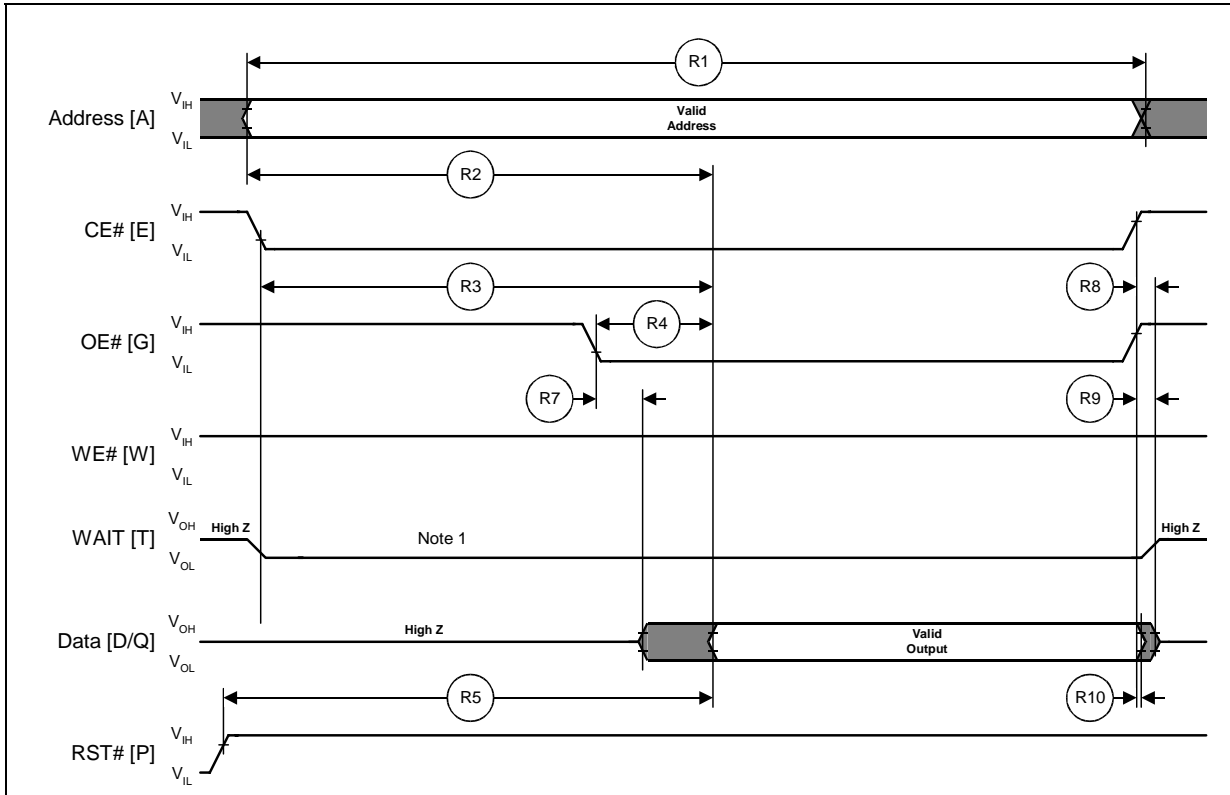 R1
Address [A]
VIH
VIL
Valid
Address
R2
CE# [E]
VIH
VIL
R3
R8
OE# [G]
VIH
VIL
R4
R7
R9
WE# [W]
VIH
VIL
WAIT [T]
VOH
VOL
High Z
Note 1
High Z
Data [D/Q]
VOH
VOL
High Z
Valid
Output
R5
R10
RST# [P]
VIH
VIL